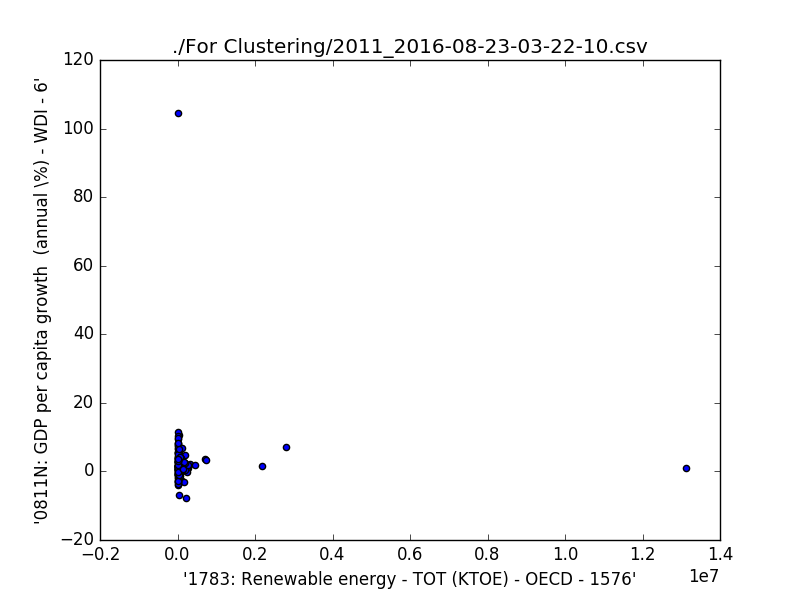 ./For Clustering/2011_2016-08-23-03-22-10.csv
'0811N: GDP per capita growth  (annual \%) - WDI - 6'
120
100
80
60
40
20
0
−20
−0.2 0.0 0.2 0.4 0.6 0.8 1.0 1.2 1.4
1e7
'1783: Renewable energy - TOT (KTOE) - OECD - 1576'